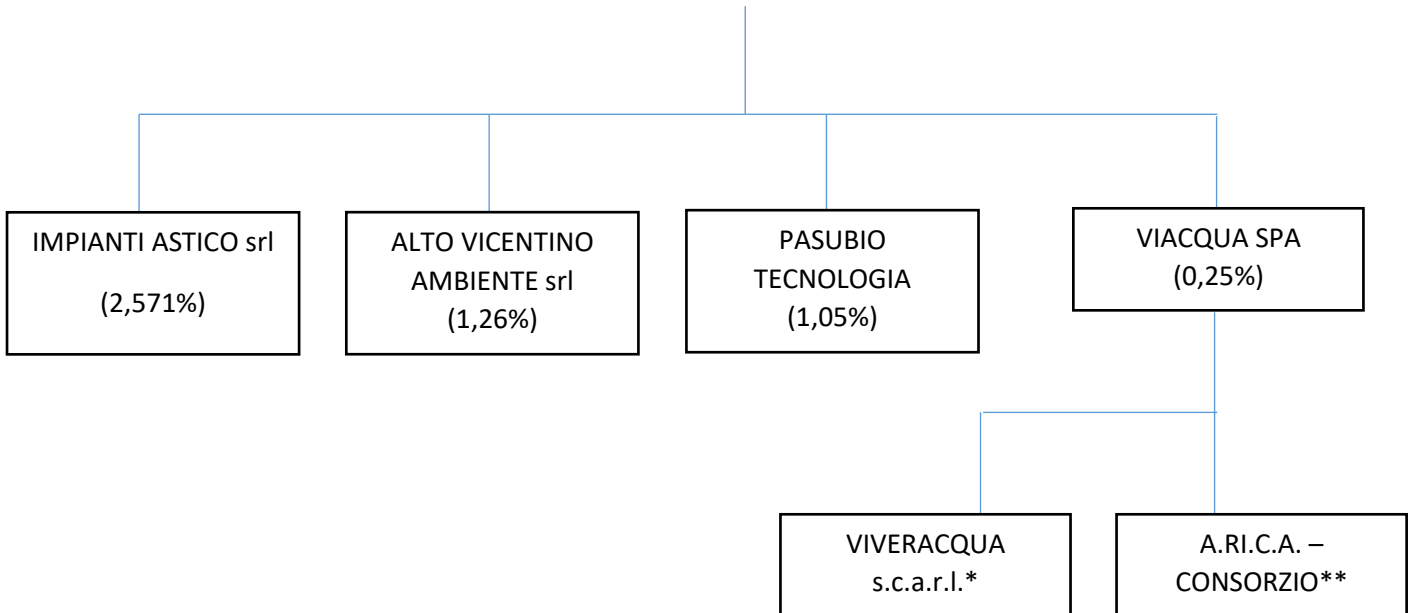 IMPIANTI ASTICO srl
(2,571%)
ALTO VICENTINO
AMBIENTE srl
(1,26%)
PASUBIO
TECNOLOGIA
(1,05%)
VIACQUA SPA
(0,25%)
VIVERACQUA
s.c.a.r.l.*
A.RI.C.A. –
CONSORZIO**